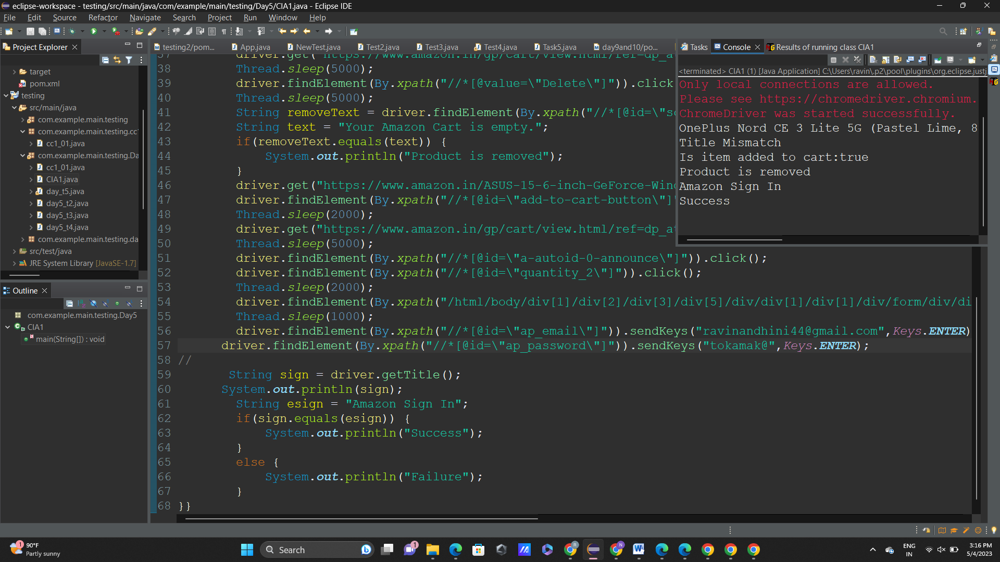 eclipse-workspace - testing/src/main/java/com/example/main/testing/Day5/CIA1.java - Eclipse IDE
File Edit Source Refactor Navigate Search Project Run Window Help
Project Explorer
target
pom.xml
testing
src/main/java
com.example.main.testing
com.example.main.testing.cc1
cc1_01.java
com.example.main.testing.Da
cc1_01.java
CIA1.java
day_t5.java
day5_t2.java
day5_t3.java
day5_t4.java
com.example.main.testing.da
src/test/java
JRE System Library [JavaSE-1.7]
Outline
com.example.main.testing.Day5
CIA1
main(String[]) : void
testing2/pom... App.java NewTest.java Test2.java Test3.java Test4.java Task5.java day9and10/po...
37 driver.get("https://www.amazon.in/gp/cart/view.html/ref=dp_at
38 Thread.sleep(5000);
39 driver.findElement(By.xpath("//*[@value=\"Delete\"]")).click
40 Thread.sleep(5000);
41 String removeText = driver.findElement(By.xpath("//*[@id=\"sc
42 String text = "Your Amazon Cart is empty.";
43 if(removeText.equals(text)) {
44 System.out.println("Product is removed");
45 }
46 driver.get("https://www.amazon.in/ASUS-15-6-inch-GeForce-Wind
47 driver.findElement(By.xpath("//*[@id=\"add-to-cart-button\"]"
48 Thread.sleep(2000);
49 driver.get("https://www.amazon.in/gp/cart/view.html/ref=dp_at
50 Thread.sleep(5000);
51 driver.findElement(By.xpath("//*[@id=\"a-autoid-0-announce\"]")).click();
52 driver.findElement(By.xpath("//*[@id=\"quantity_2\"]")).click();
53 Thread.sleep(2000);
54 driver.findElement(By.xpath("/html/body/div[1]/div[2]/div[3]/div[5]/div/div[1]/div[1]/div/form/div/di
55 Thread.sleep(1000);
56 driver.findElement(By.xpath("//*[@id=\"ap_email\"]")).sendKeys("ravinandhini44@gmail.com",Keys.ENTER)
57 driver.findElement(By.xpath("//*[@id=\"ap_password\"]")).sendKeys("tokamak@",Keys.ENTER);
58 //
59 String sign = driver.getTitle();
60 System.out.println(sign);
61 String esign = "Amazon Sign In";
62 if(sign.equals(esign)) {
63 System.out.println("Success");
64 }
65 else {
66 System.out.println("Failure");
67 }
68 }}
Tasks Console Results of running class CIA1
<terminated> CIA1 (1) [Java Application] C:\Users\ravin\.p2\pool\plugins\org.eclipse.justj
Only local connections are allowed.
Please see https://chromedriver.chromium.
ChromeDriver was started successfully.
OnePlus Nord CE 3 Lite 5G (Pastel Lime, 8
Title Mismatch
Is item added to cart:true
Product is removed
Amazon Sign In
Success
1
90°F
Partly sunny
Search
1
R
N
ENG
IN
3:16 PM
5/4/2023